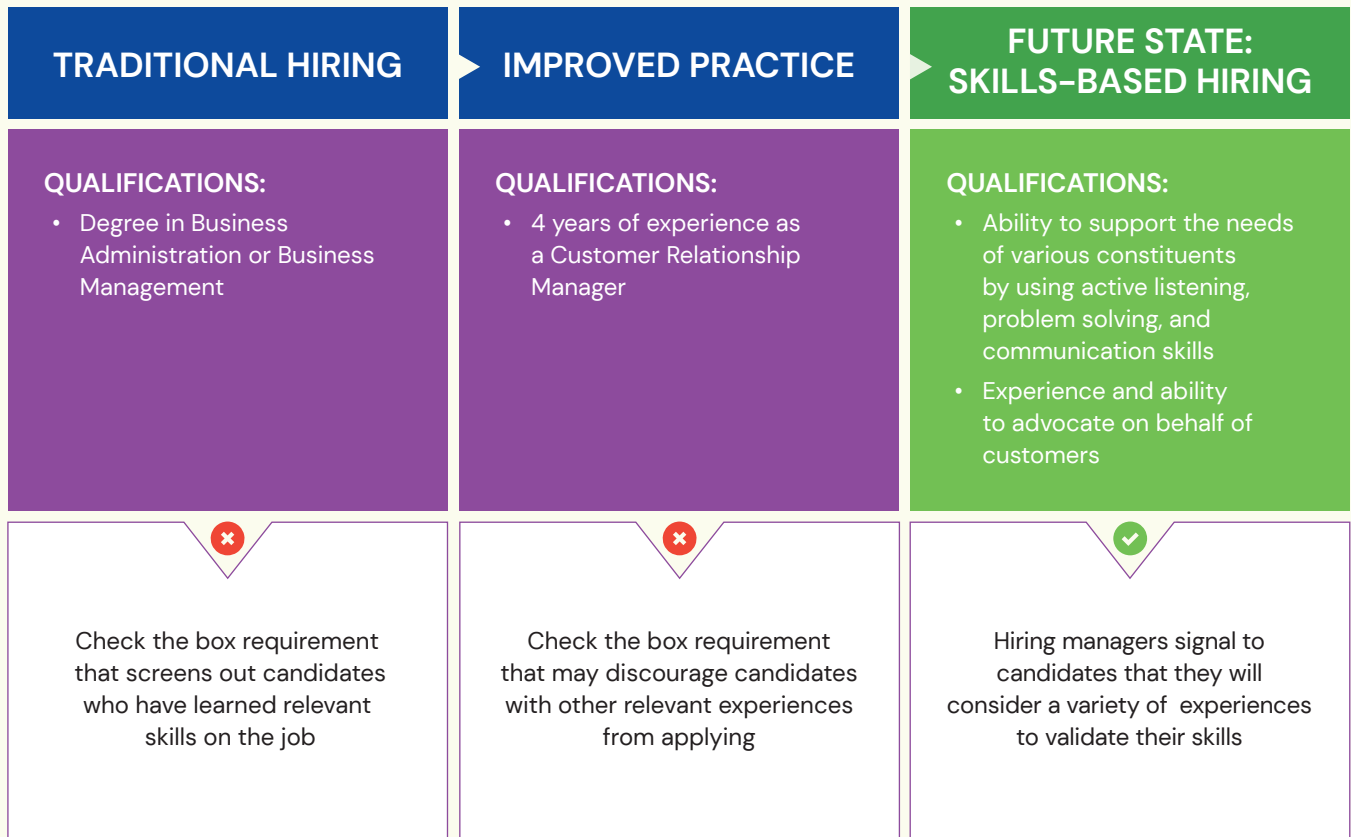 TRADITIONAL HIRING
IMPROVED PRACTICE
FUTURE STATE:
SKILLS-BASED HIRING
QUALIFICATIONS:
• Degree in Business
Administration or Business
Management
QUALIFICATIONS:
• 4 years of experience as
a Customer Relationship
Manager
QUALIFICATIONS:
• Ability to support the needs
of various constituents
by using active listening,
problem solving, and
communication skills
• Experience and ability
to advocate on behalf of
customers
Check the box requirement
that screens out candidates
who have learned relevant
skills on the job
Check the box requirement
that may discourage candidates
with other relevant experiences
from applying
Hiring managers signal to
candidates that they will
consider a variety of experiences
to validate their skills